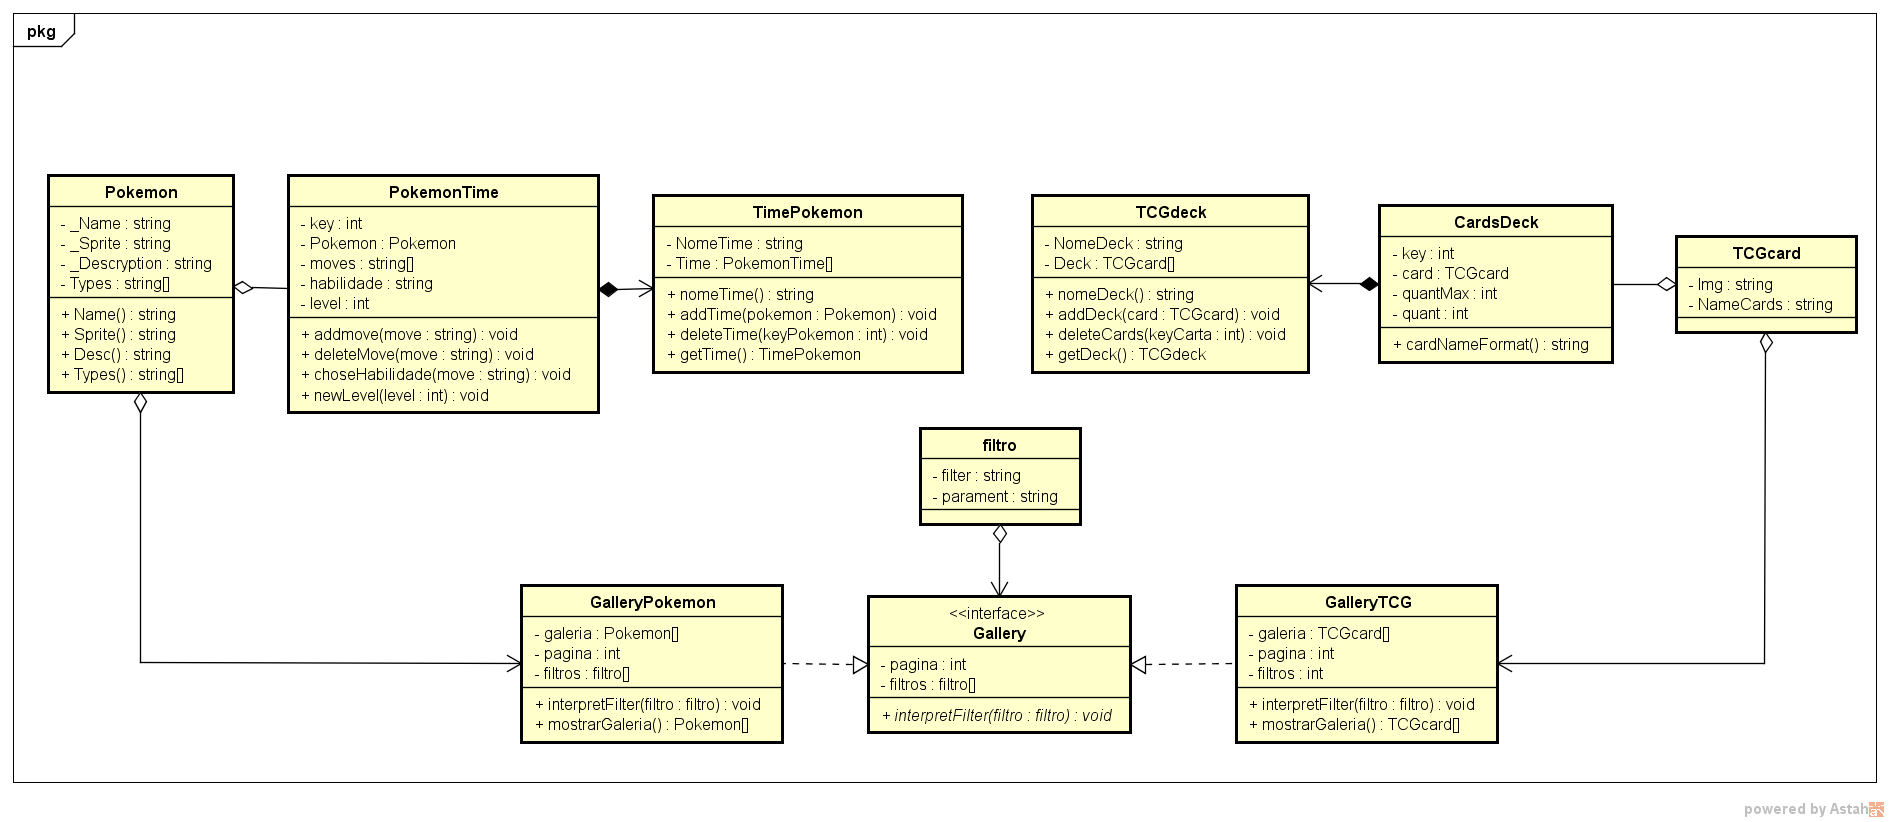 pkg
Pokemon
- _Name : string
- _Sprite : string
- _Descryption : string
- Types : string[]
+ Name() : string
+ Sprite() : string
+ Desc() : string
+ Types() : string[]
PokemonTime
- key : int
- Pokemon : Pokemon
- moves : string[]
- habilidade : string
- level : int
+ addmove(move : string) : void
+ deleteMove(move : string) : void
+ choseHabilidade(move : string) : void
+ newLevel(level : int) : void
TimePokemon
- NomeTime : string
- Time : PokemonTime[]
+ nomeTime() : string
+ addTime(pokemon : Pokemon) : void
+ deleteTime(keyPokemon : int) : void
+ getTime() : TimePokemon
TCGdeck
- NomeDeck : string
- Deck : TCGcard[]
+ nomeDeck() : string
+ addDeck(card : TCGcard) : void
+ deleteCards(keyCarta : int) : void
+ getDeck() : TCGdeck
CardsDeck
- key : int
- card : TCGcard
- quantMax : int
- quant : int
+ cardNameFormat() : string
TCGcard
- Img : string
- NameCards : string
filtro
- filter : string
- parament : string
GalleryPokemon
- galeria : Pokemon[]
- pagina : int
- filtros : filtro[]
+ interpretFilter(filtro : filtro) : void
+ mostrarGaleria() : Pokemon[]
<<interface>>
Gallery
- pagina : int
- filtros : filtro[]
+ interpretFilter(filtro : filtro) : void
GalleryTCG
- galeria : TCGcard[]
- pagina : int
- filtros : int
+ interpretFilter(filtro : filtro) : void
+ mostrarGaleria() : TCGcard[]
powered by Astah